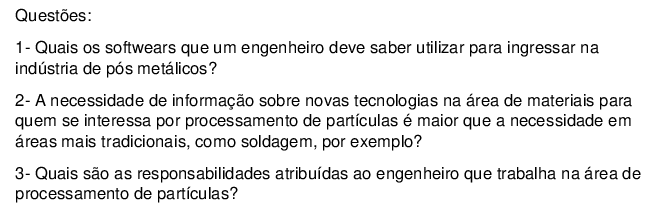 Questões:
1- Quais os softwears que um engenheiro deve saber utilizar para ingressar na
indústria de pós metálicos?
2- A necessidade de informação sobre novas tecnologias na área de materiais para
quem se interessa por processamento de partículas é maior que a necessidade em
áreas mais tradicionais, como soldagem, por exemplo?
3- Quais são as responsabilidades atribuídas ao engenheiro que trabalha na área de
processamento de partículas?